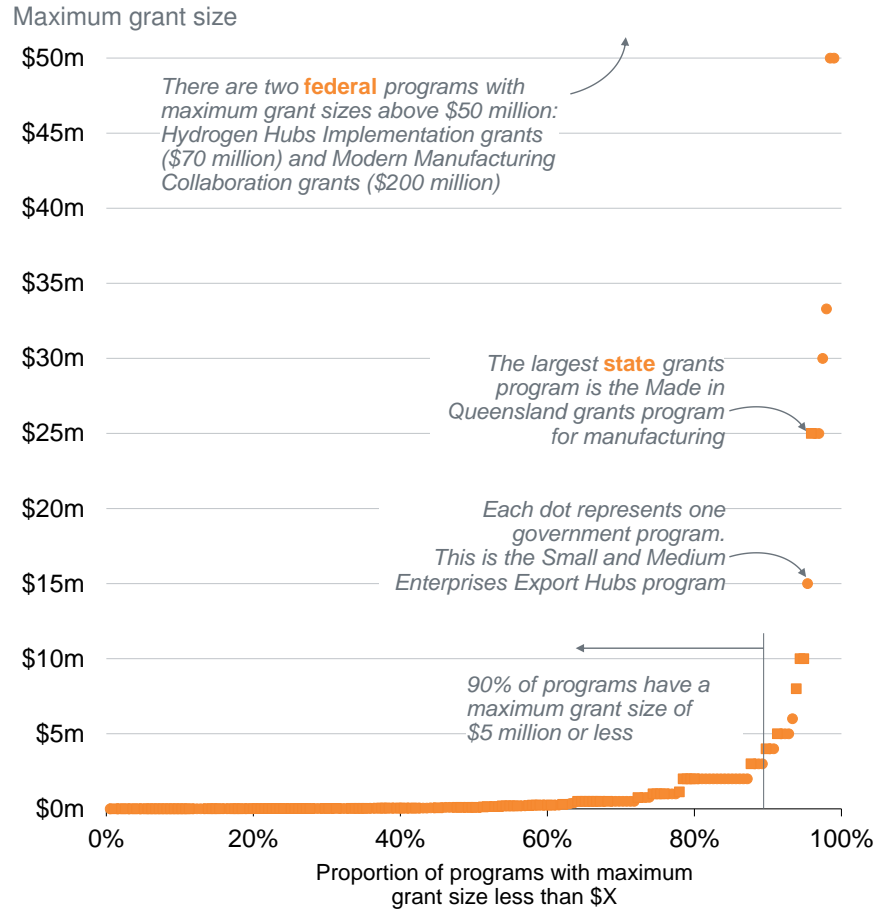 Maximum grant size
$50m
There are two federal programs with
maximum grant sizes above $50 million:
$45m
Hydrogen Hubs Implementation grants
($70 million) and Modern Manufacturing
Collaboration grants ($200 million)
$40m
$35m
$30m
The largest state grants
program is the Made in
Queensland grants program
for manufacturing
$25m
$20m
Each dot represents one
government program.
This is the Small and Medium
Enterprises Export Hubs program
$15m
$10m
90% of programs have a
maximum grant size of
$5 million or less
$5m
$0m
0% 20% 40% 60% 80% 100%
Proportion of programs with maximum
grant size less than $X